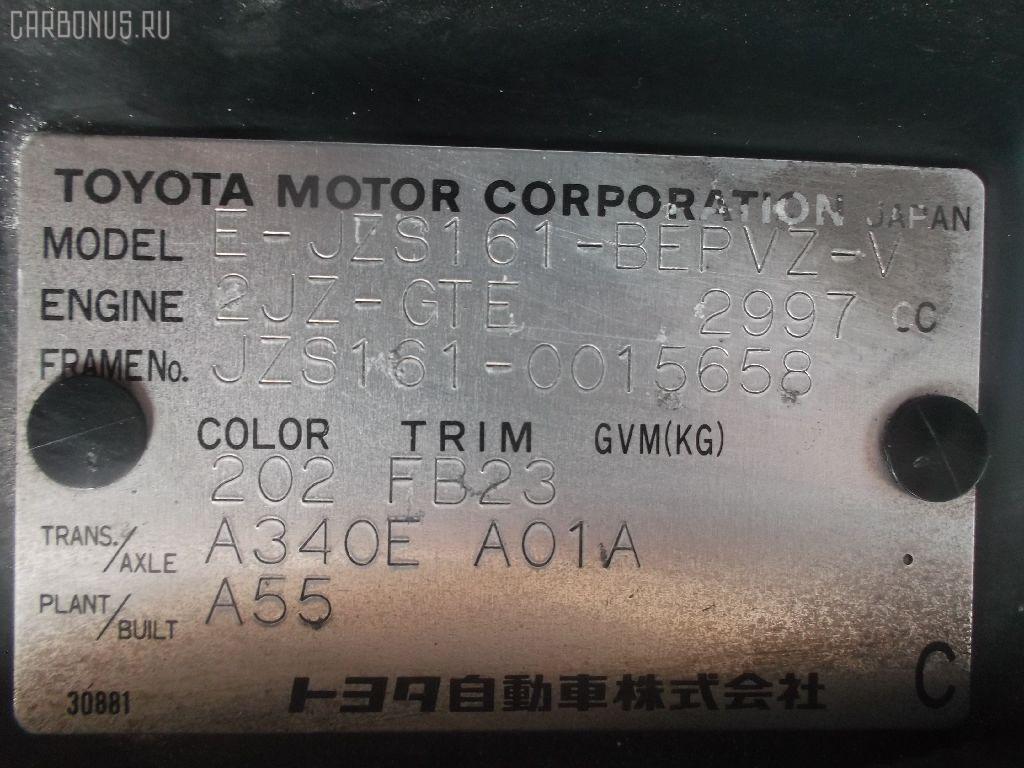 CARBONUS.RU
TOYOTA MOTOR CORPORATION JAPAN
MODEL E-JZS161-BEPVZ-V
ENGINE 2JZ-GTE 2997 CC
FRAME No. JZS161-0015658
COLOR TRIM GVM(KG)
202 FB23
TRANS./AXLE A340E A01A
PLANT/BUILT A55
30881 トヨタ自動車株式会社 C